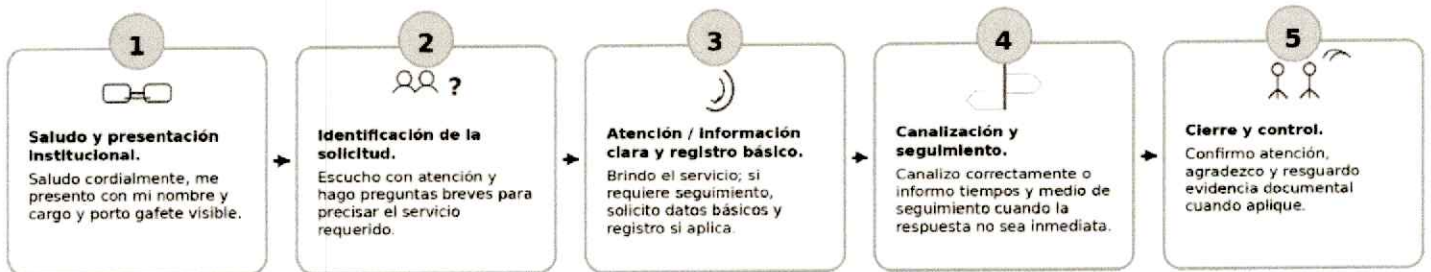 1
Saludo y presentación
institucional.
Saludo cordialmente, me
presento con mi nombre y
cargo y porto gafete visible.
2
?
Identificación de la
solicitud.
Escucho con atención y
hago preguntas breves para
precisar el servicio
requerido.
3
Atención / información
clara y registro básico.
Brindo el servicio; si
requiere seguimiento,
solicito datos básicos y
registro si aplica.
4
Canalización y
seguimiento.
Canalizo correctamente o
informo tiempos y medio de
seguimiento cuando la
respuesta no sea inmediata.
5
Cierre y control.
Confirmo atención,
agradezco y resguardo
evidencia documental
cuando aplique.